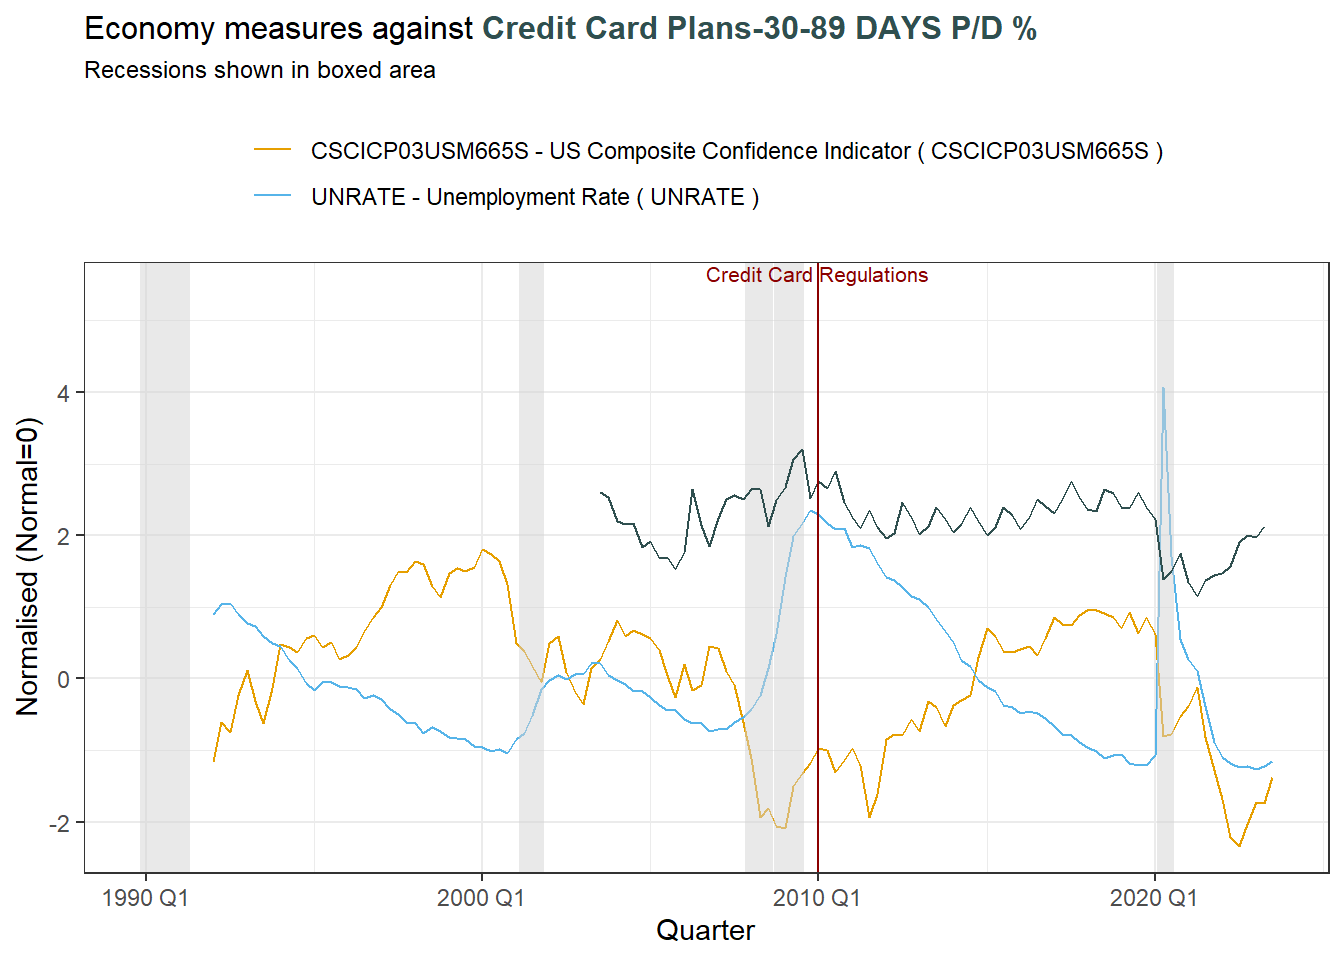 Economy measures against Credit Card Plans-30-89 DAYS P/D %
Recessions shown in boxed area
CSCICP03USM665S - US Composite Confidence Indicator ( CSCICP03USM665S )
UNRATE - Unemployment Rate ( UNRATE )
Credit Card Regulations
Normalised (Normal=0)
4
2
0
-2
1990 Q1 2000 Q1 2010 Q1 2020 Q1
Quarter